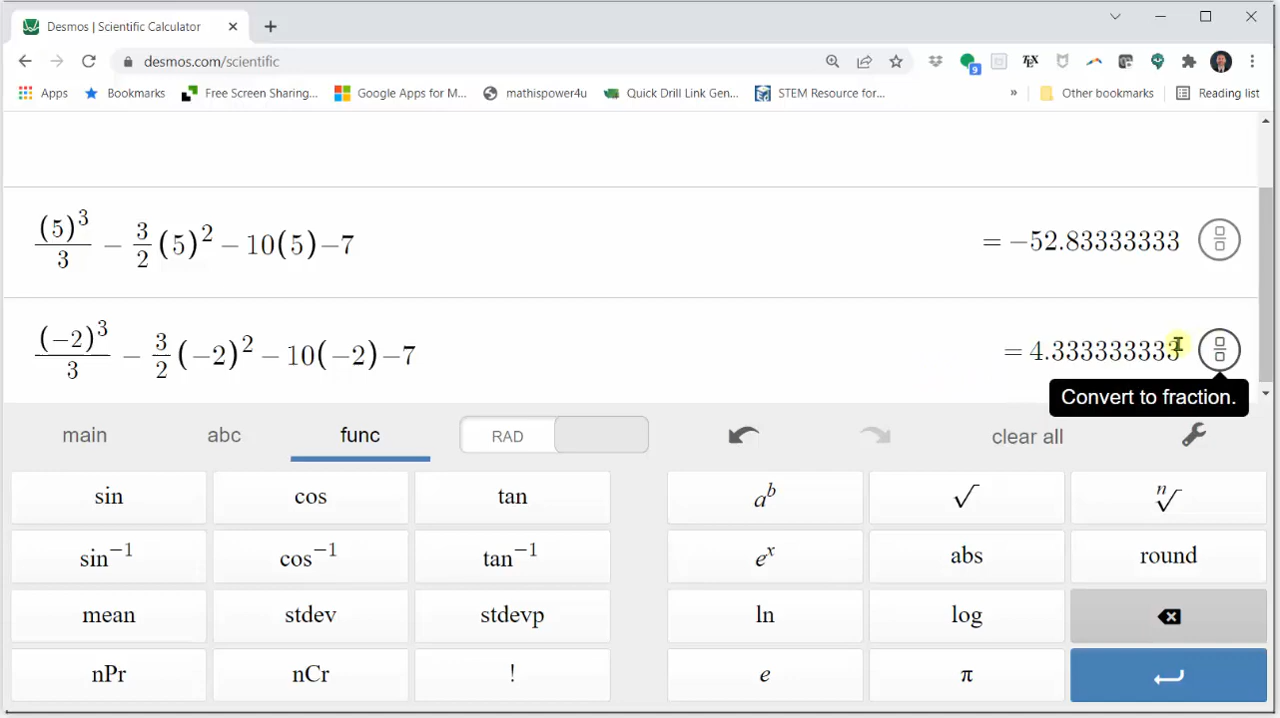 Desmos | Scientific Calculator
desmos.com/scientific
9
TEX
Apps Bookmarks Free Screen Sharing... Google Apps for M... mathispower4u Quick Drill Link Gen... STEM Resource for... » Other bookmarks Reading list
(5)^3/3 − 3/2 (5)^2 − 10(5) −7 = −52.83333333
(−2)^3/3 − 3/2 (−2)^2 − 10(−2) −7 = 4.333333333
Convert to fraction.
main abc func RAD clear all
sin cos tan a^b √ ⁿ√
sin^−1 cos^−1 tan^−1 e^x abs round
mean stdev stdevp ln log
nPr nCr ! e π